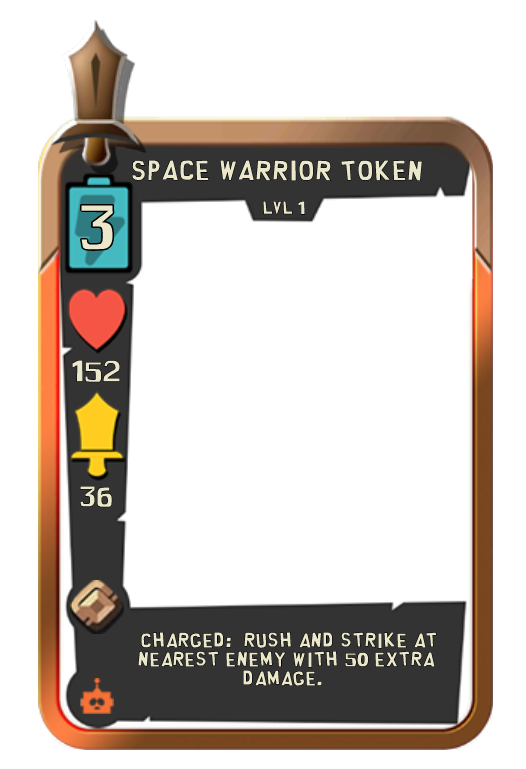 SPACE WARRIOR TOKEN
LVL 1
3
152
36
CHARGED: RUSH AND STRIKE AT
NEAREST ENEMY WITH 50 EXTRA
DAMAGE.